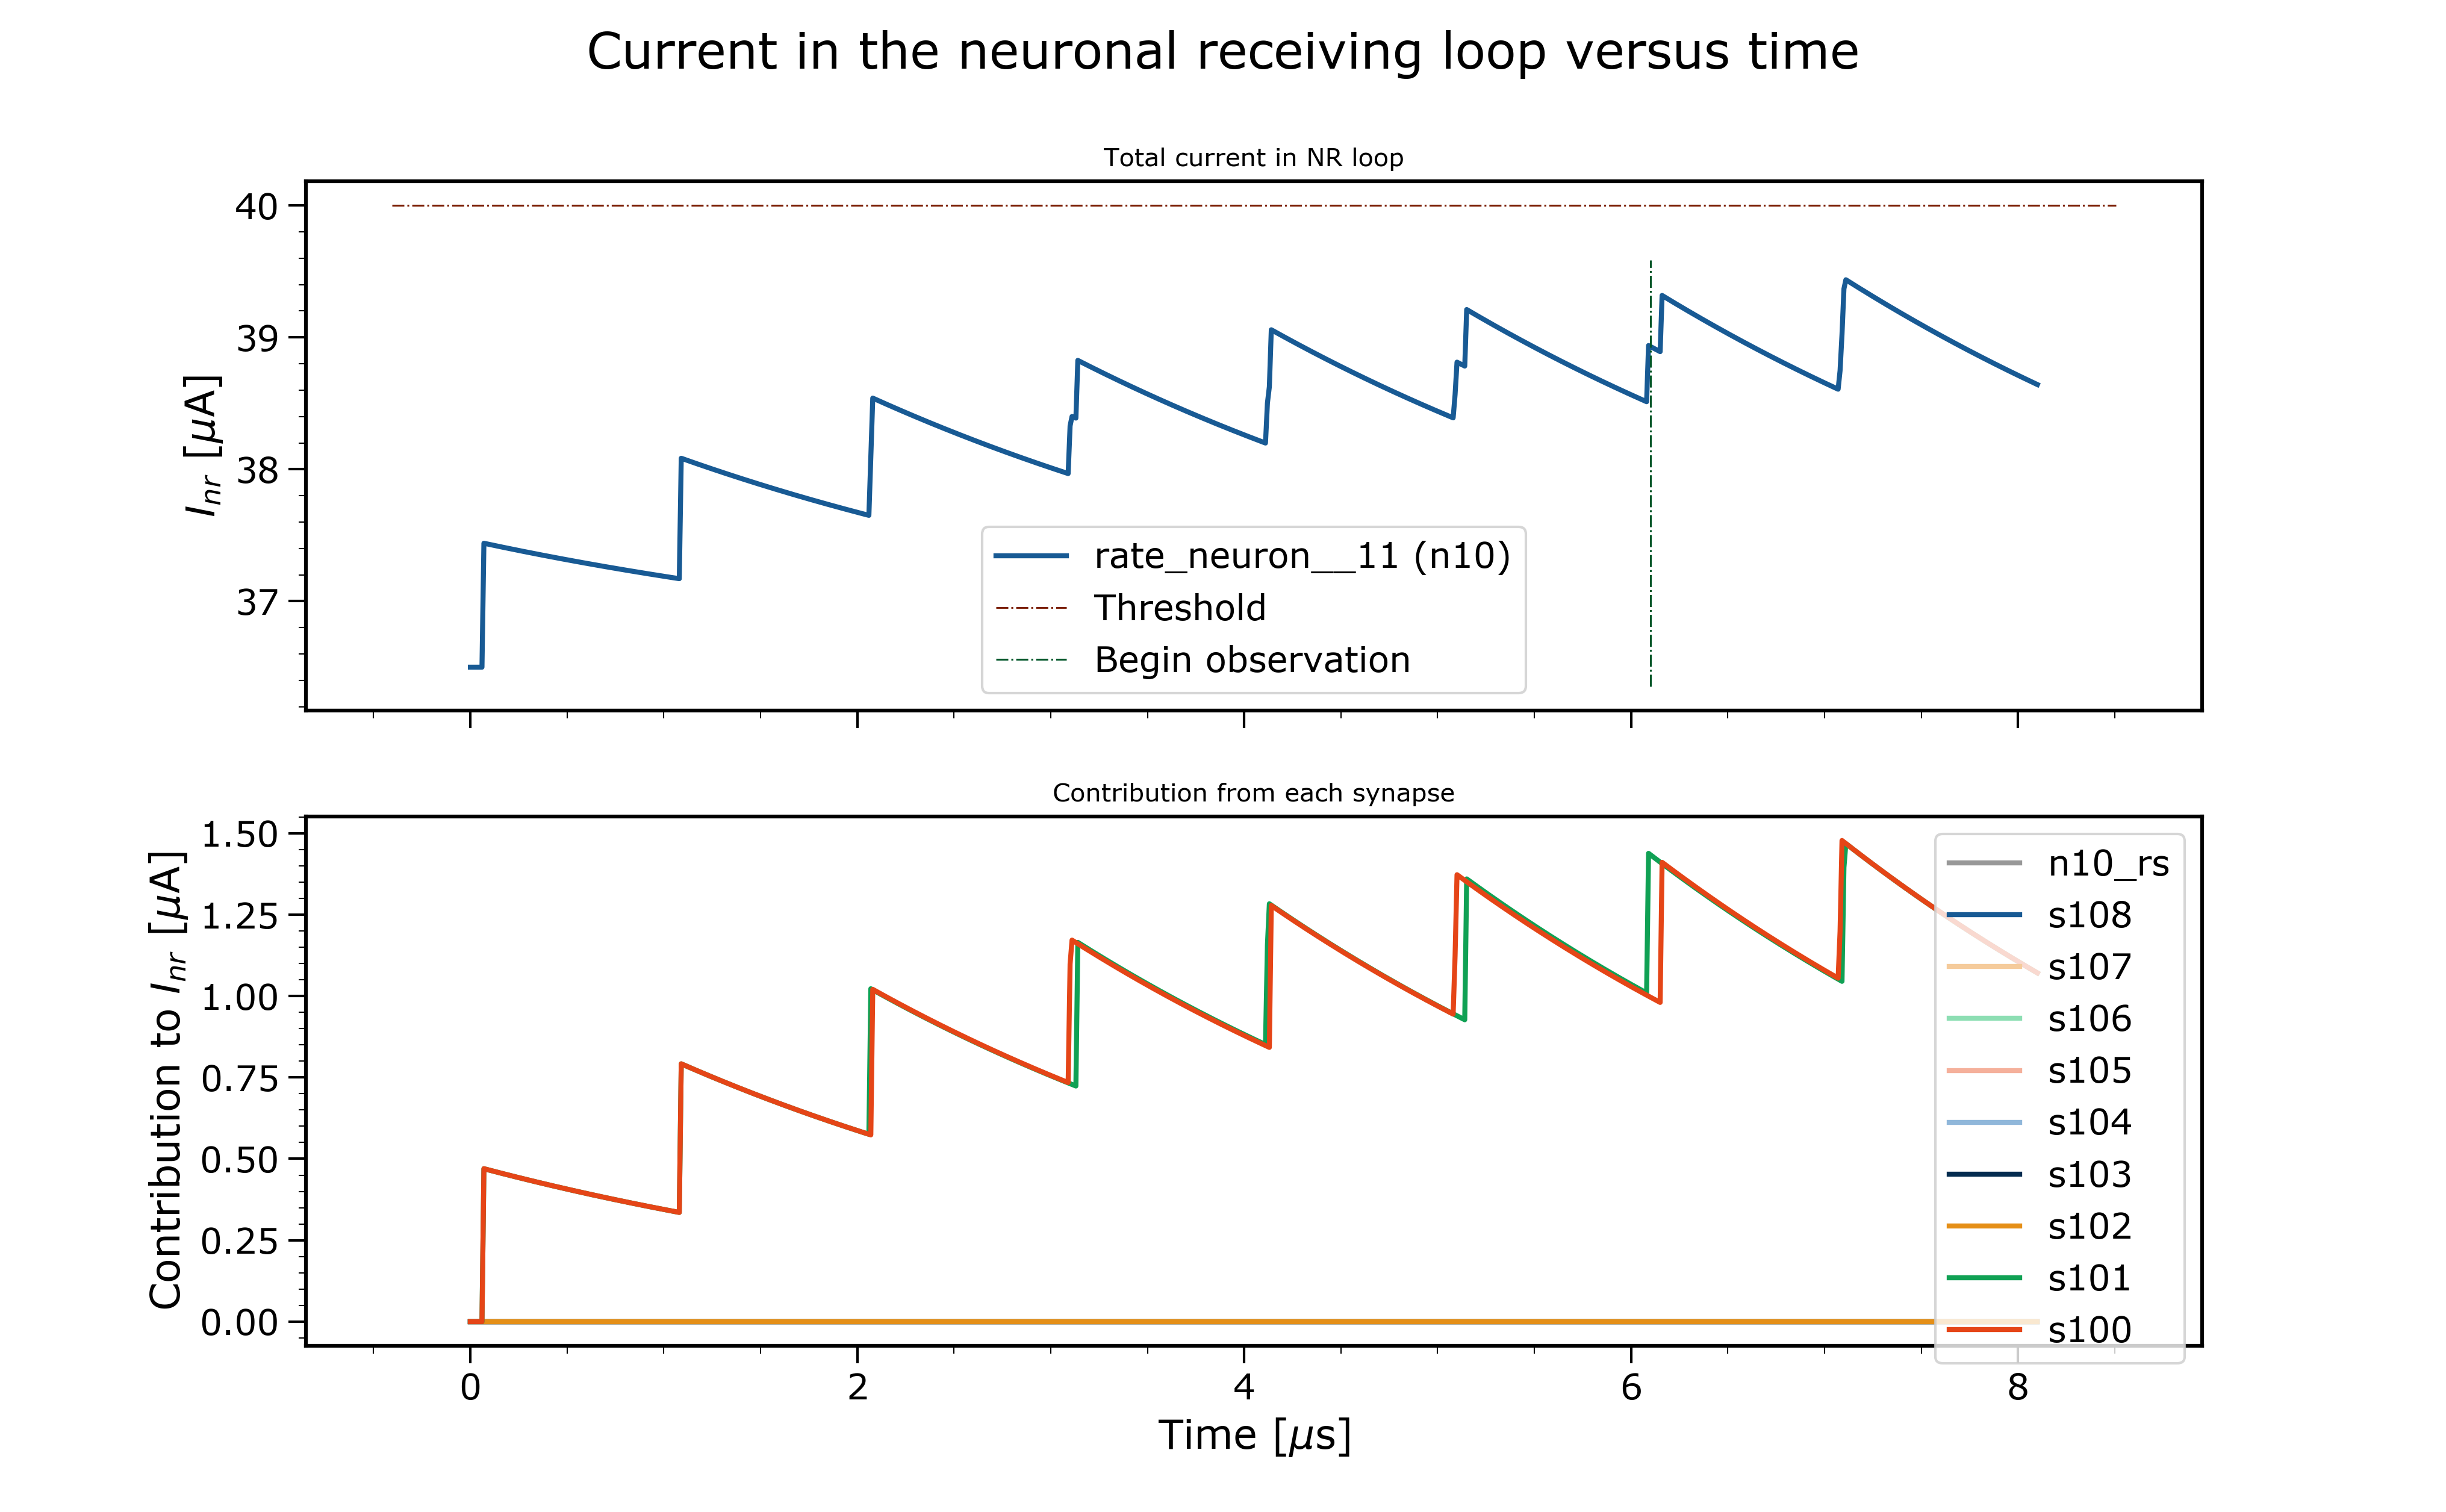 Current in the neuronal receiving loop versus time
Total current in NR loop
I_nr [μA]
40
39
38
37
rate_neuron__11 (n10)
Threshold
Begin observation
Contribution from each synapse
Contribution to I_nr [μA]
1.50
1.25
1.00
0.75
0.50
0.25
0.00
n10_rs
s108
s107
s106
s105
s104
s103
s102
s101
s100
0 2 4 6 8
Time [μs]